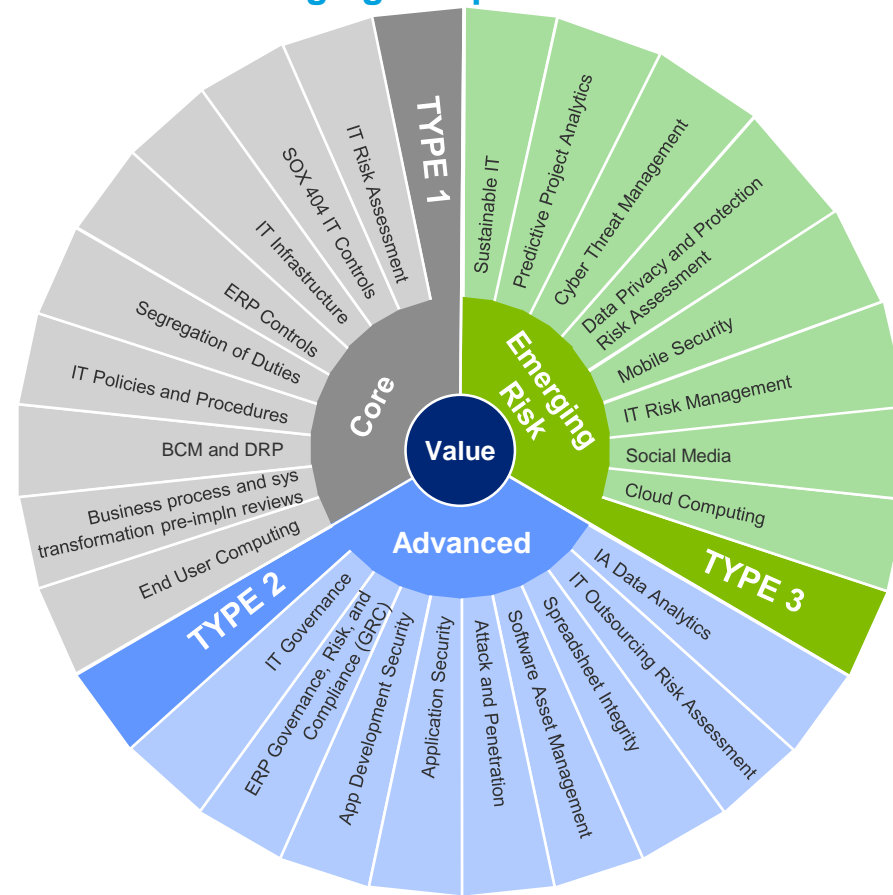 TYPE 1
IT Risk Assessment
SOX 404 IT Controls
IT Infrastructure
ERP Controls
Segregation of Duties
IT Policies and Procedures
BCM and DRP
Business process and sys
transformation pre-impln reviews
End User Computing
Core
Sustainable IT
Predictive Project Analytics
Cyber Threat Management
Data Privacy and Protection
Risk Assessment
Mobile Security
IT Risk Management
Social Media
Cloud Computing
TYPE 3
Emerging
Risk
Value
Advanced
TYPE 2
IT Governance
ERP Governance, Risk, and
Compliance (GRC)
App Development Security
Application Security
Attack and Penetration
Software Asset Management
Spreadsheet Integrity
IT Outsourcing Risk Assessment
IA Data Analytics